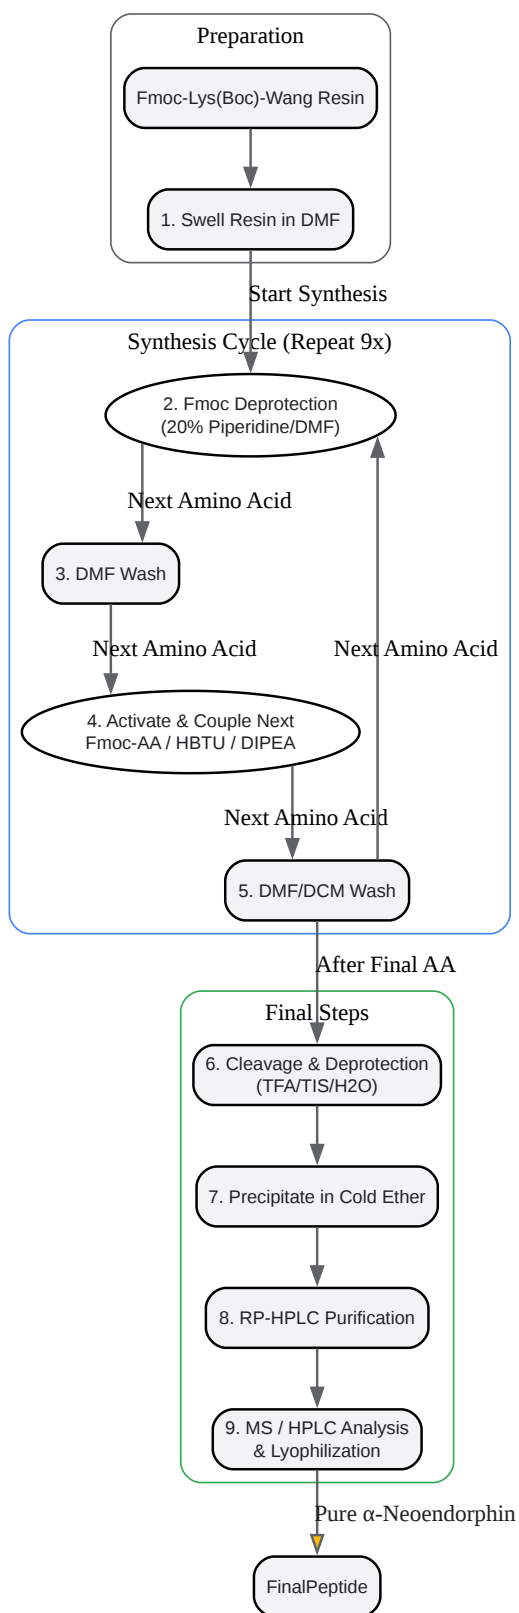 Preparation
Fmoc-Lys(Boc)-Wang Resin
1. Swell Resin in DMF
Start Synthesis
Synthesis Cycle (Repeat 9x)
2. Fmoc Deprotection
(20% Piperidine/DMF)
Next Amino Acid
3. DMF Wash
Next Amino Acid
Next Amino Acid
4. Activate & Couple Next
Fmoc-AA / HBTU / DIPEA
Next Amino Acid
5. DMF/DCM Wash
After Final AA
Final Steps
6. Cleavage & Deprotection
(TFA/TIS/H2O)
7. Precipitate in Cold Ether
8. RP-HPLC Purification
9. MS / HPLC Analysis
& Lyophilization
Pure α-Neoendorphin
FinalPeptide